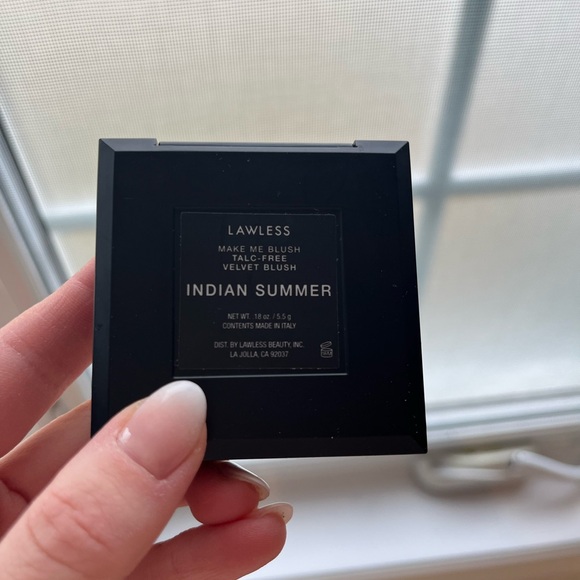 LAWLESS
MAKE ME BLUSH
TALC-FREE
VELVET BLUSH
INDIAN SUMMER
NET WT. .18 oz. / 5.5 g
CONTENTS MADE IN ITALY
DIST. BY LAWLESS BEAUTY, INC.
LA JOLLA, CA 92037